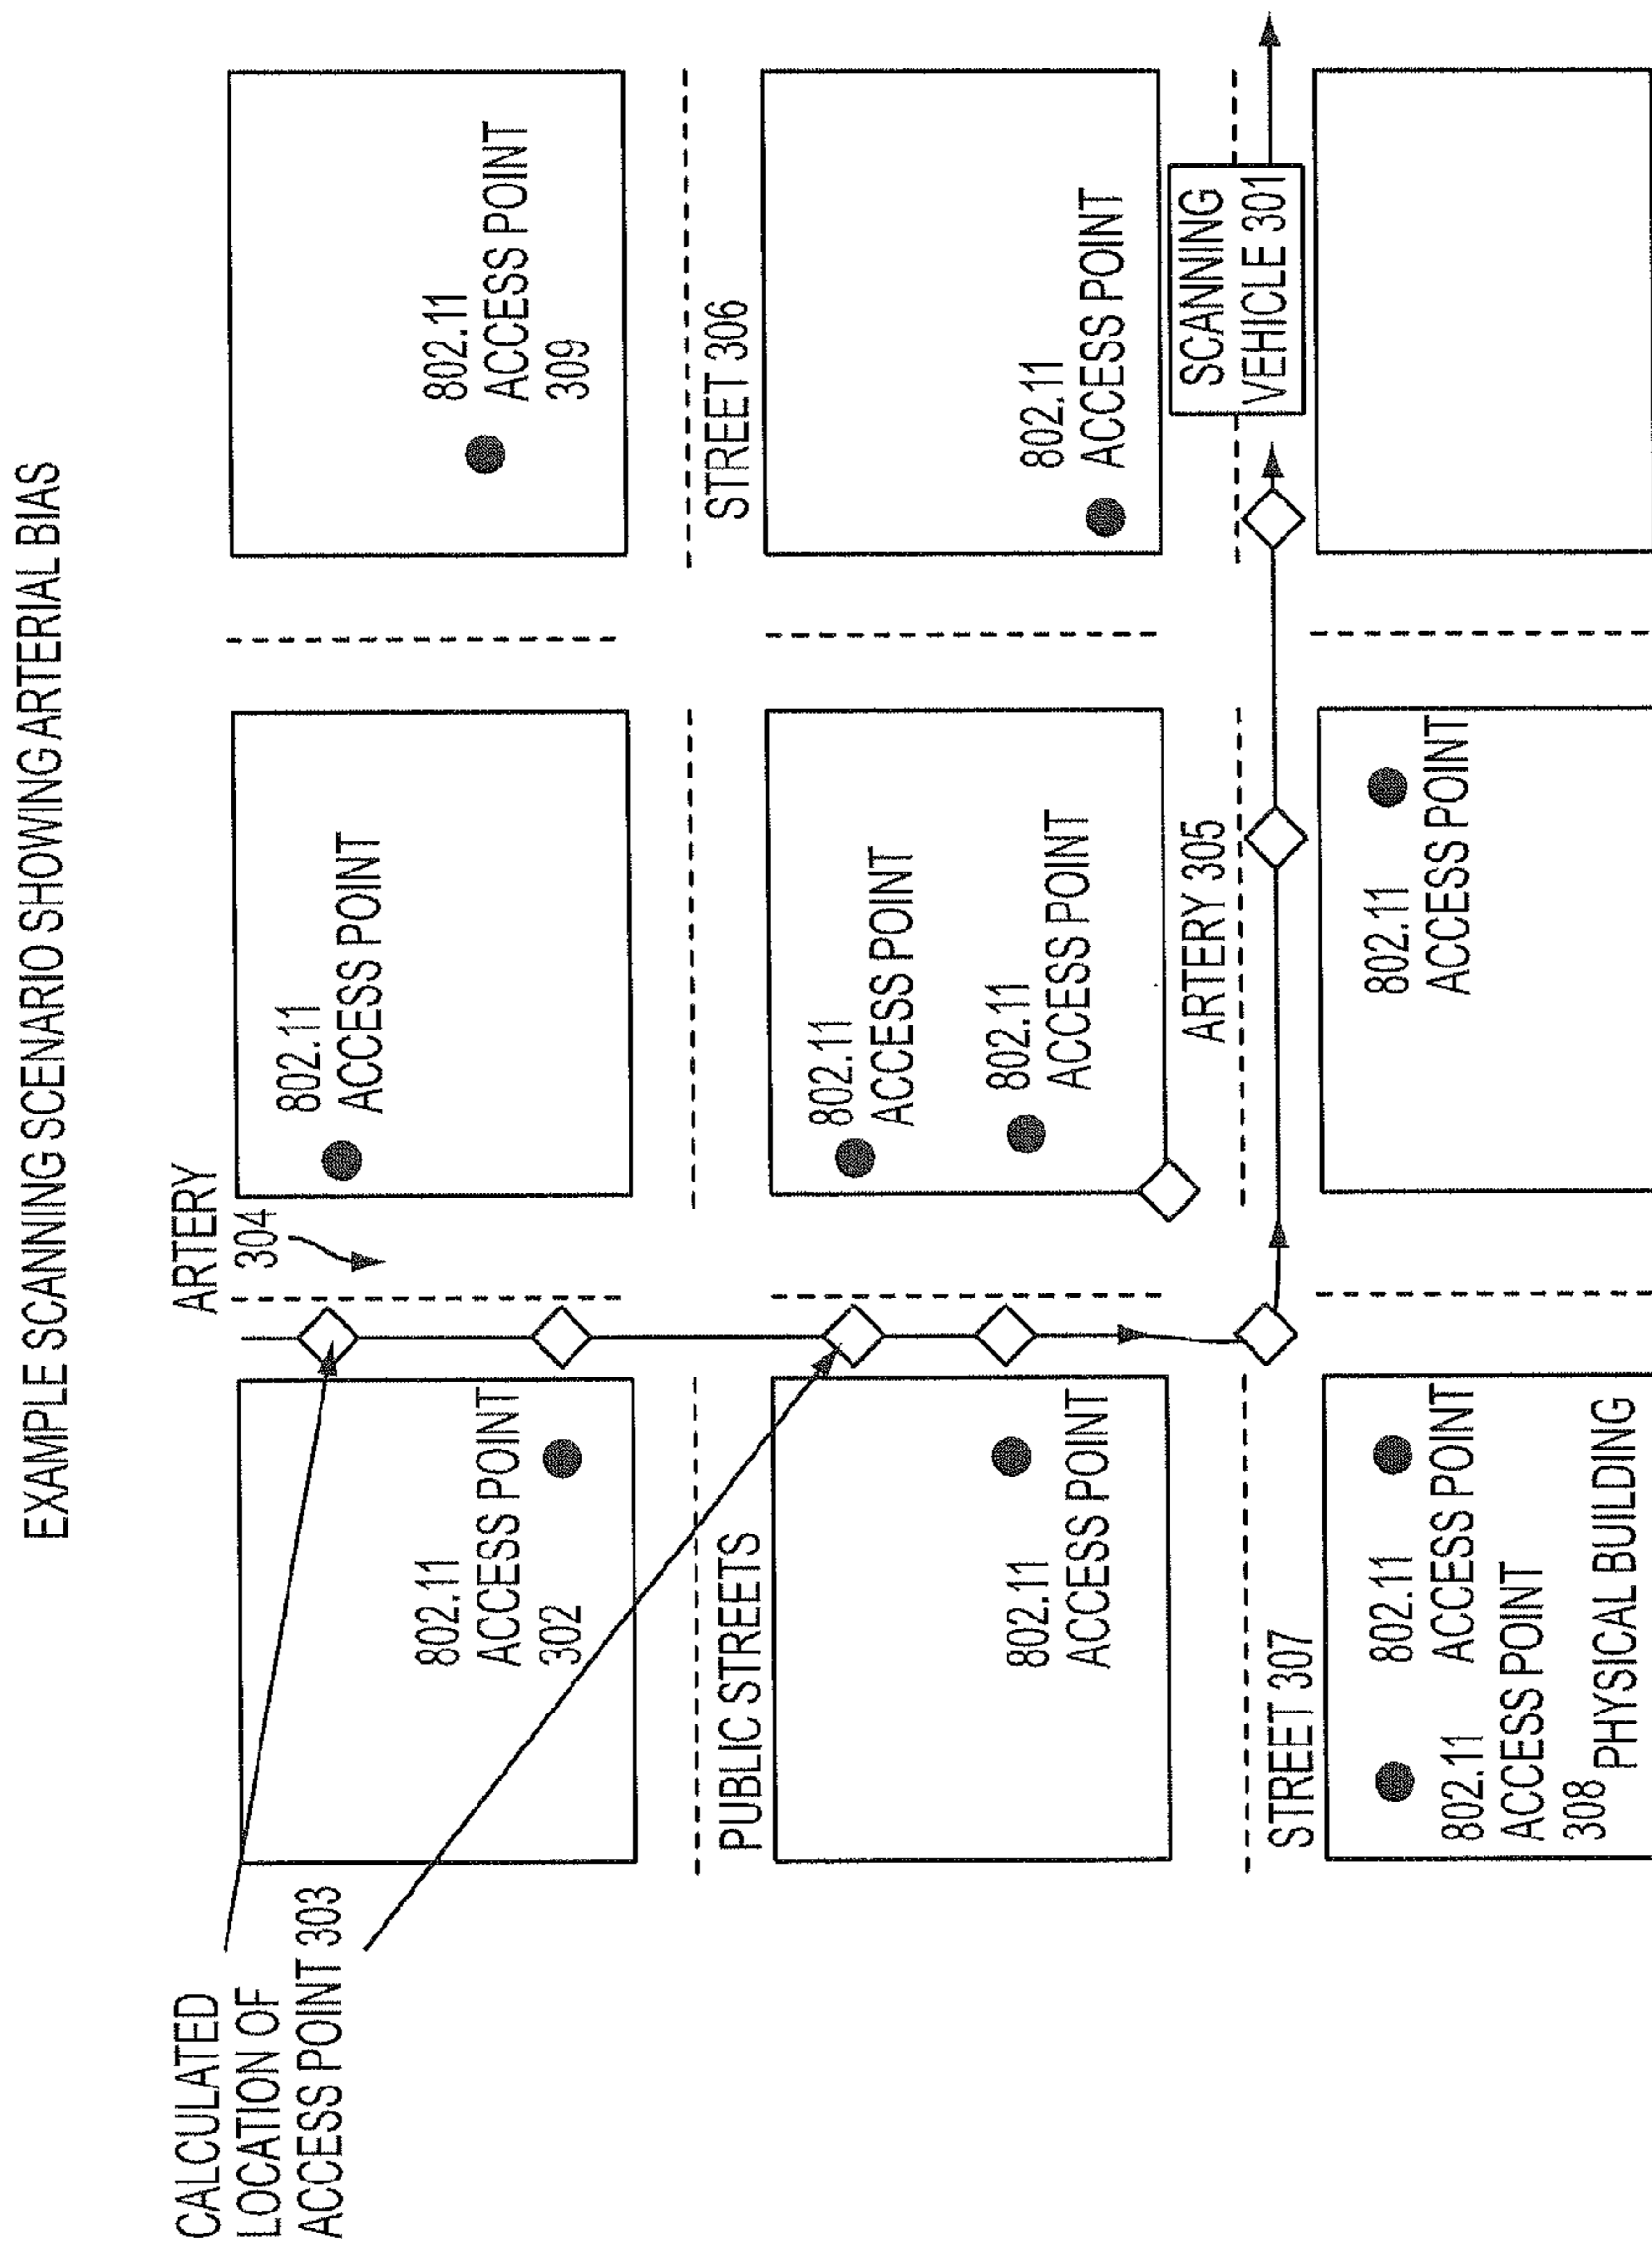 EXAMPLE SCANNING SCENARIO SHOWING ARTERIAL BIAS
CALCULATED
LOCATION OF
ACCESS POINT 303
ARTERY
304
802.11
ACCESS POINT
302
802.11
ACCESS POINT
802.11
ACCESS POINT
309
PUBLIC STREETS
STREET 306
802.11
ACCESS POINT
802.11
ACCESS POINT
802.11
ACCESS POINT
802.11
ACCESS POINT
ARTERY 305
SCANNING
VEHICLE 301
STREET 307
802.11
ACCESS POINT
802.11
ACCESS POINT
308
PHYSICAL BUILDING
802.11
ACCESS POINT